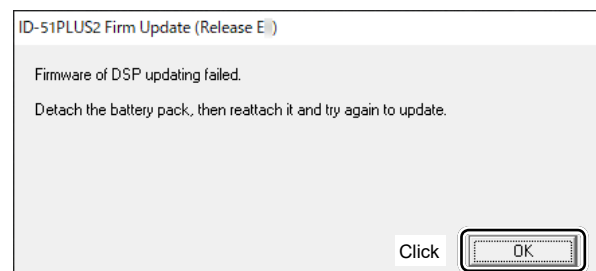 ID-51PLUS2 Firm Update (Release E )
Firmware of DSP updating failed.
Detach the battery pack, then reattach it and try again to update.
Click OK